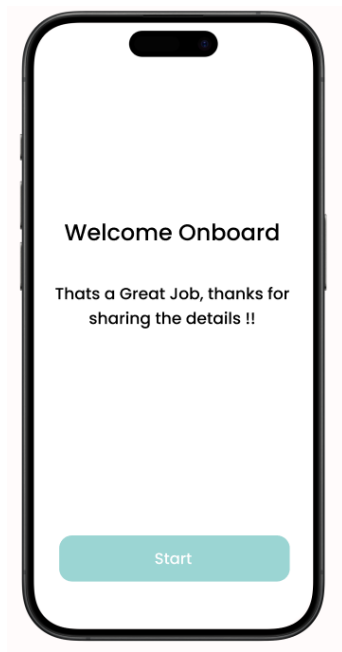 Welcome Onboard
Thats a Great Job, thanks for
sharing the details !!
Start